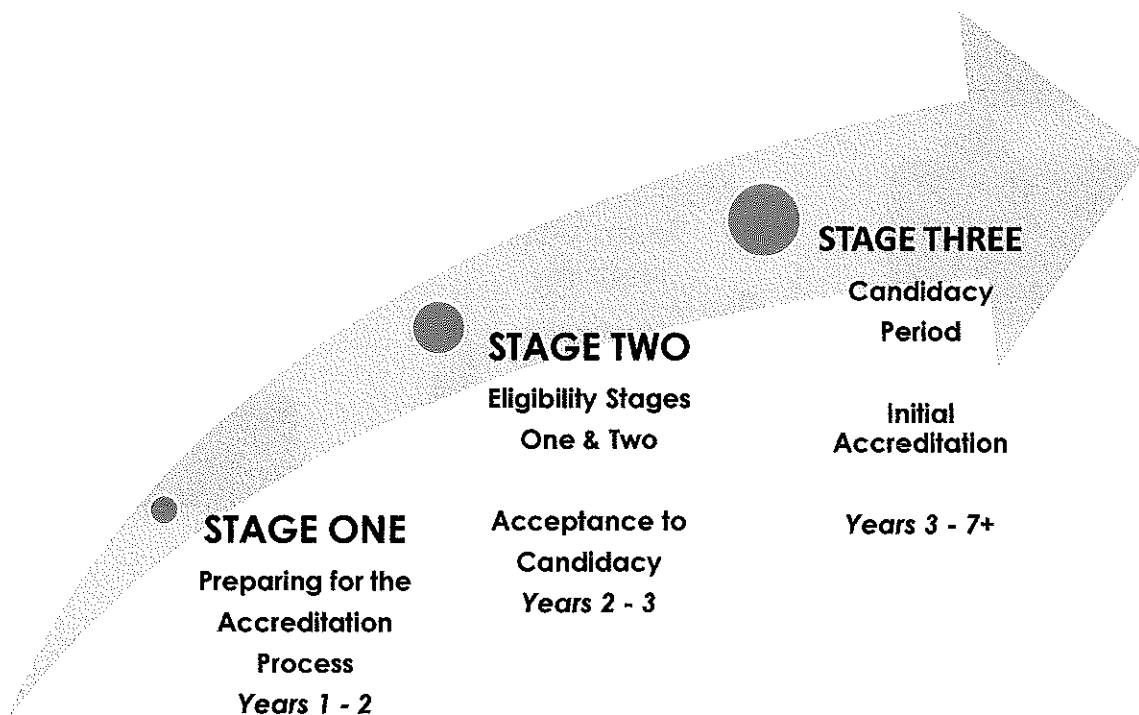 STAGE ONE
Preparing for the
Accreditation
Process
Years 1 - 2
STAGE TWO
Eligibility Stages
One & Two
Acceptance to
Candidacy
Years 2 - 3
STAGE THREE
Candidacy
Period
Initial
Accreditation
Years 3 - 7+